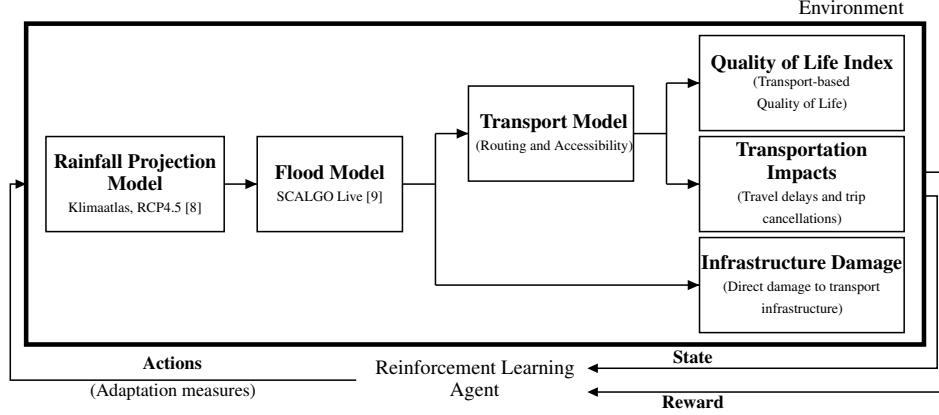 Environment
Rainfall Projection
Model
Klimaatlas, RCP4.5 [8]
Flood Model
SCALGO Live [9]
Transport Model
(Routing and Accessibility)
Quality of Life Index
(Transport-based
Quality of Life)
Transportation
Impacts
(Travel delays and trip
cancellations)
Infrastructure Damage
(Direct damage to transport
infrastructure)
Actions
(Adaptation measures)
Reinforcement Learning
Agent
State
Reward